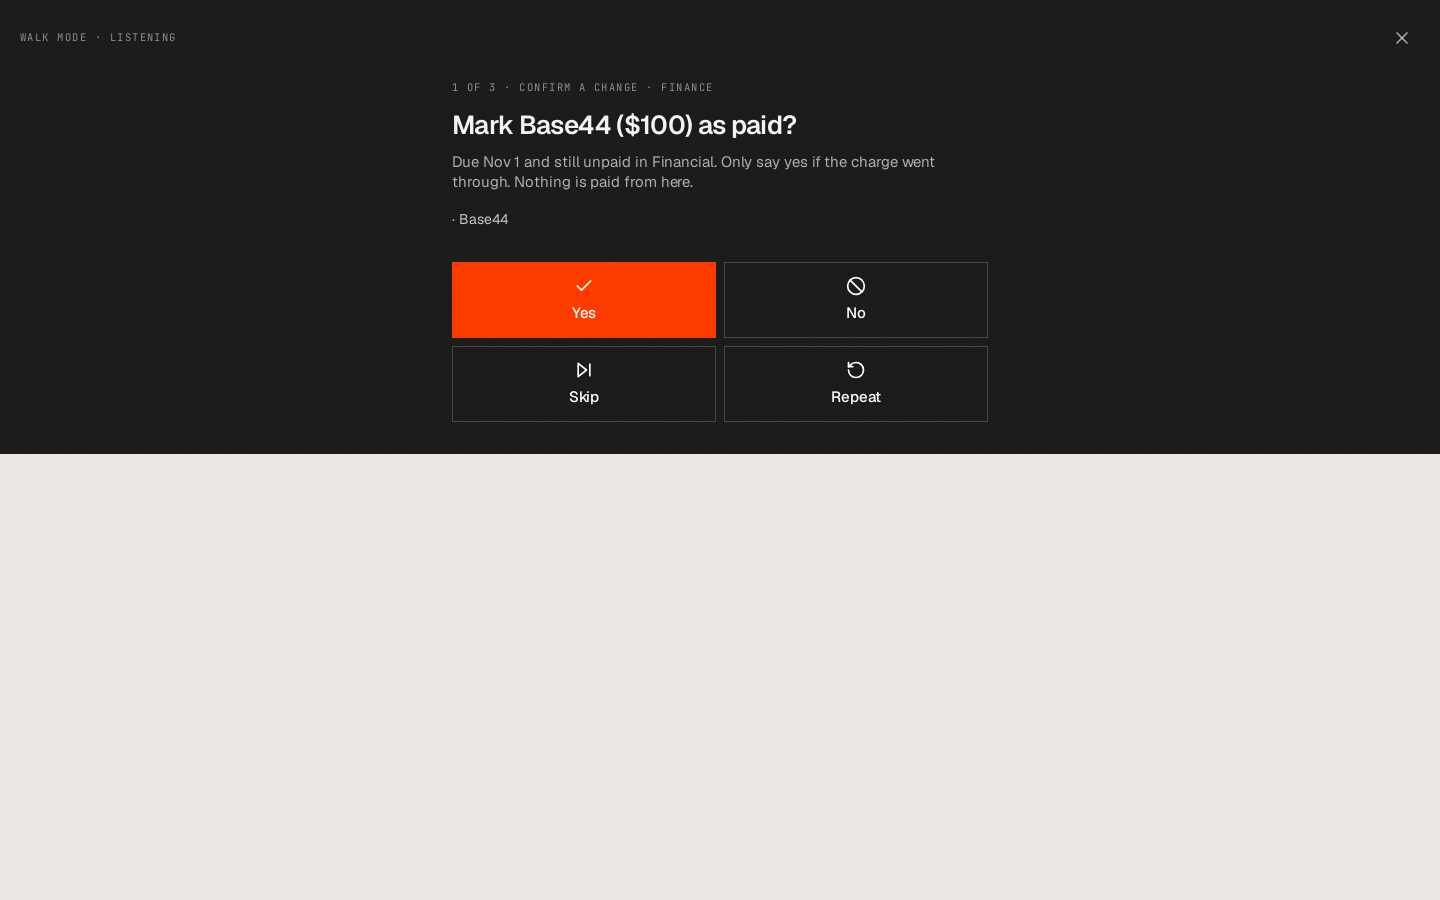 WALK MODE · LISTENING
1 OF 3 · CONFIRM A CHANGE · FINANCE
Mark Base44 ($100) as paid?
Due Nov 1 and still unpaid in Financial. Only say yes if the charge went
through. Nothing is paid from here.
· Base44
Yes
No
Skip
Repeat